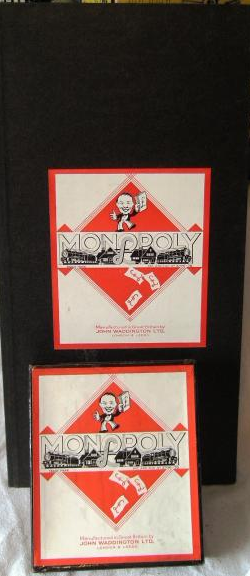 MONOPOLY
Manufactured in Great Britain by
JOHN WADDINGTON LTD.
LONDON & LEEDS
MONOPOLY
Manufactured in Great Britain by
JOHN WADDINGTON LTD.
LONDON & LEEDS